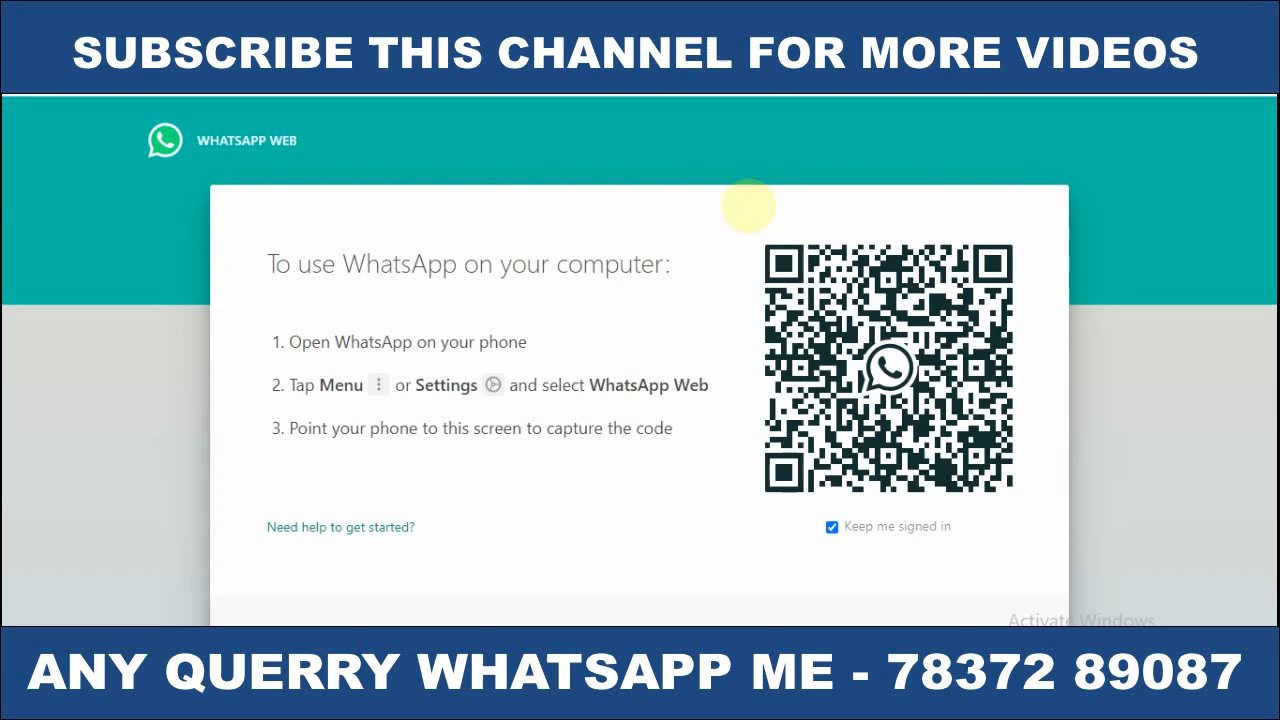 SUBSCRIBE THIS CHANNEL FOR MORE VIDEOS
WHATSAPP WEB
To use WhatsApp on your computer:
1. Open WhatsApp on your phone
2. Tap Menu or Settings and select WhatsApp Web
3. Point your phone to this screen to capture the code
Need help to get started?
Keep me signed in
Activate Windows
ANY QUERRY WHATSAPP ME - 78372 89087